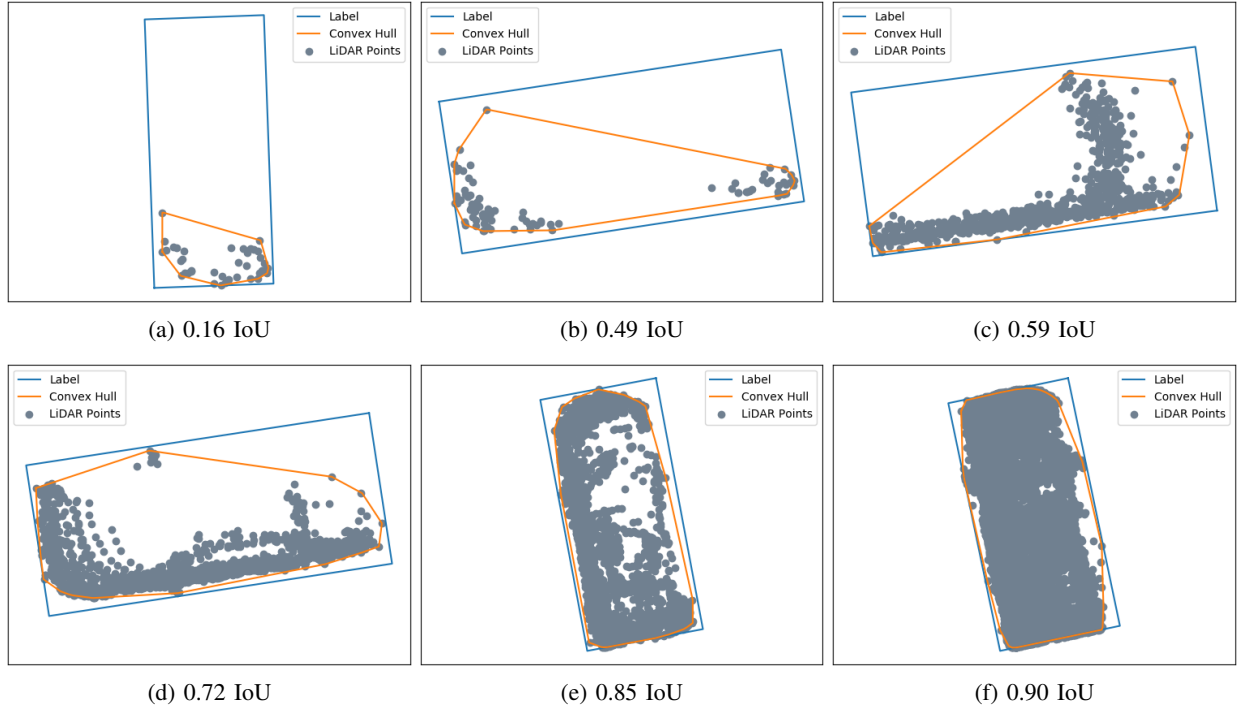 Label
Convex Hull
LiDAR Points
Label
Convex Hull
LiDAR Points
Label
Convex Hull
LiDAR Points
(a) 0.16 IoU
(b) 0.49 IoU
(c) 0.59 IoU
Label
Convex Hull
LiDAR Points
Label
Convex Hull
LiDAR Points
Label
Convex Hull
LiDAR Points
(d) 0.72 IoU
(e) 0.85 IoU
(f) 0.90 IoU